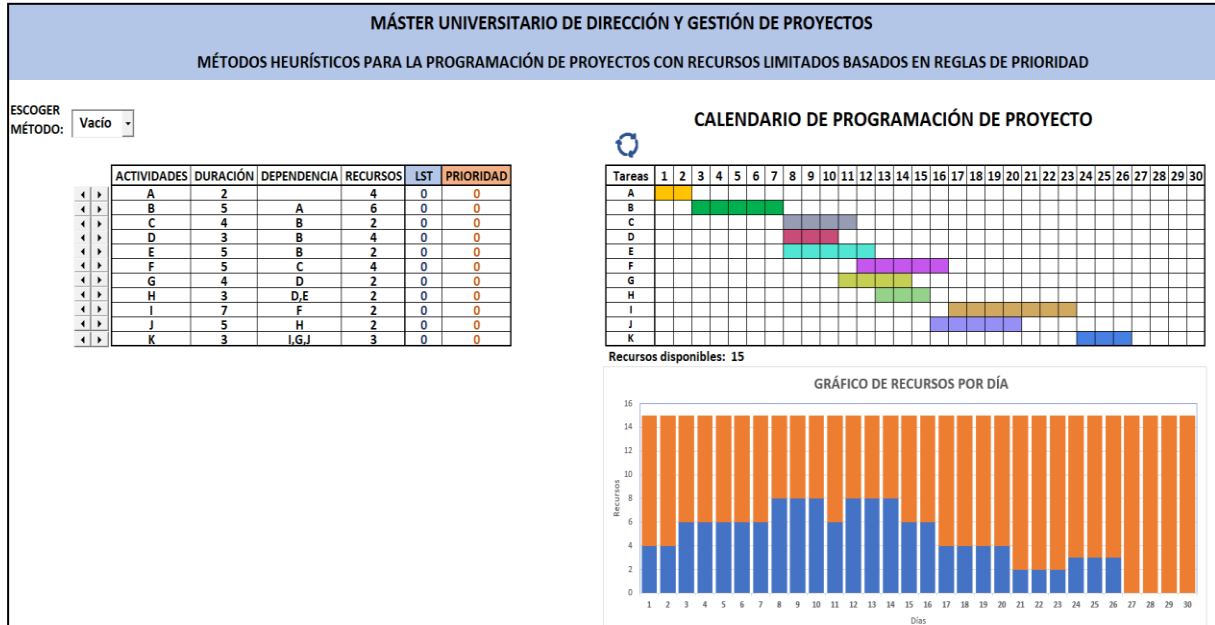 MÁSTER UNIVERSITARIO DE DIRECCIÓN Y GESTIÓN DE PROYECTOS
MÉTODOS HEURÍSTICOS PARA LA PROGRAMACIÓN DE PROYECTOS CON RECURSOS LIMITADOS BASADOS EN REGLAS DE PRIORIDAD
ESCOGER
MÉTODO: Vacío
ACTIVIDADES DURACIÓN DEPENDENCIA RECURSOS LST PRIORIDAD
A 2 4 0 0
B 5 A 6 0 0
C 4 B 2 0 0
D 3 B 4 0 0
E 5 B 2 0 0
F 5 C 4 0 0
G 4 D 2 0 0
H 3 D,E 2 0 0
I 7 F 2 0 0
J 5 H 2 0 0
K 3 I,G,J 3 0 0
CALENDARIO DE PROGRAMACIÓN DE PROYECTO
Tareas 1 2 3 4 5 6 7 8 9 10 11 12 13 14 15 16 17 18 19 20 21 22 23 24 25 26 27 28 29 30
A
B
C
D
E
F
G
H
I
J
K
Recursos disponibles: 15
GRÁFICO DE RECURSOS POR DÍA
16
14
12
10
8
6
4
2
0
Recursos
1 2 3 4 5 6 7 8 9 10 11 12 13 14 15 16 17 18 19 20 21 22 23 24 25 26 27 28 29 30
Días